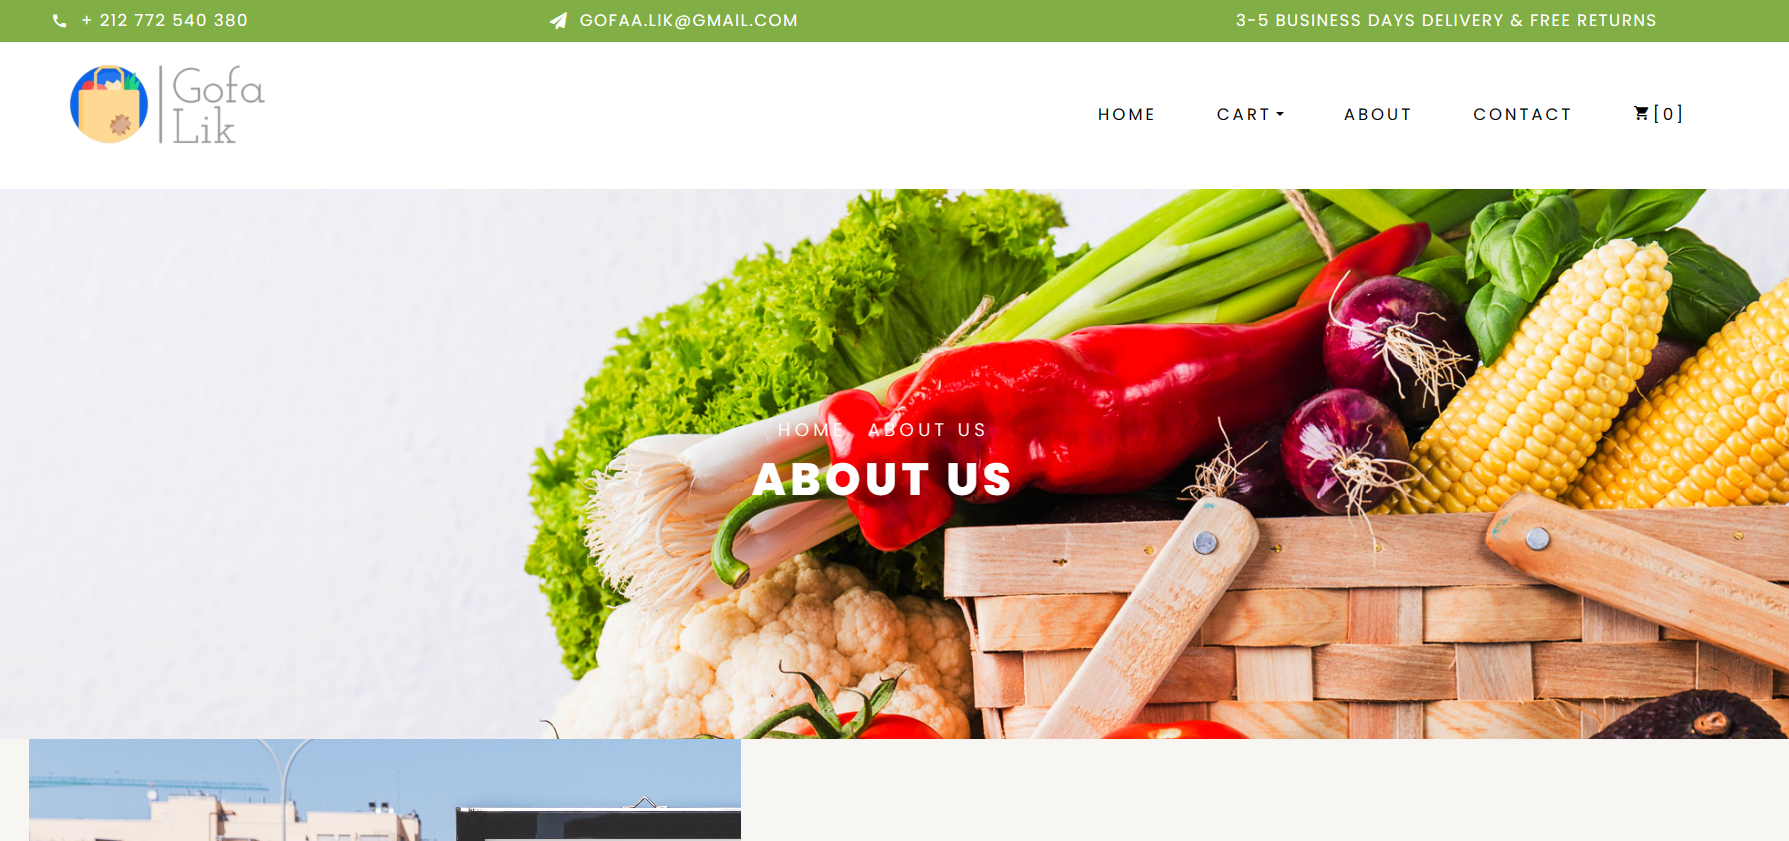 + 212 772 540 380
GOFAA.LIK@GMAIL.COM
3-5 BUSINESS DAYS DELIVERY & FREE RETURNS
Gofa
Lik
HOME
CART
ABOUT
CONTACT
[0]
HOME ABOUT US
ABOUT US